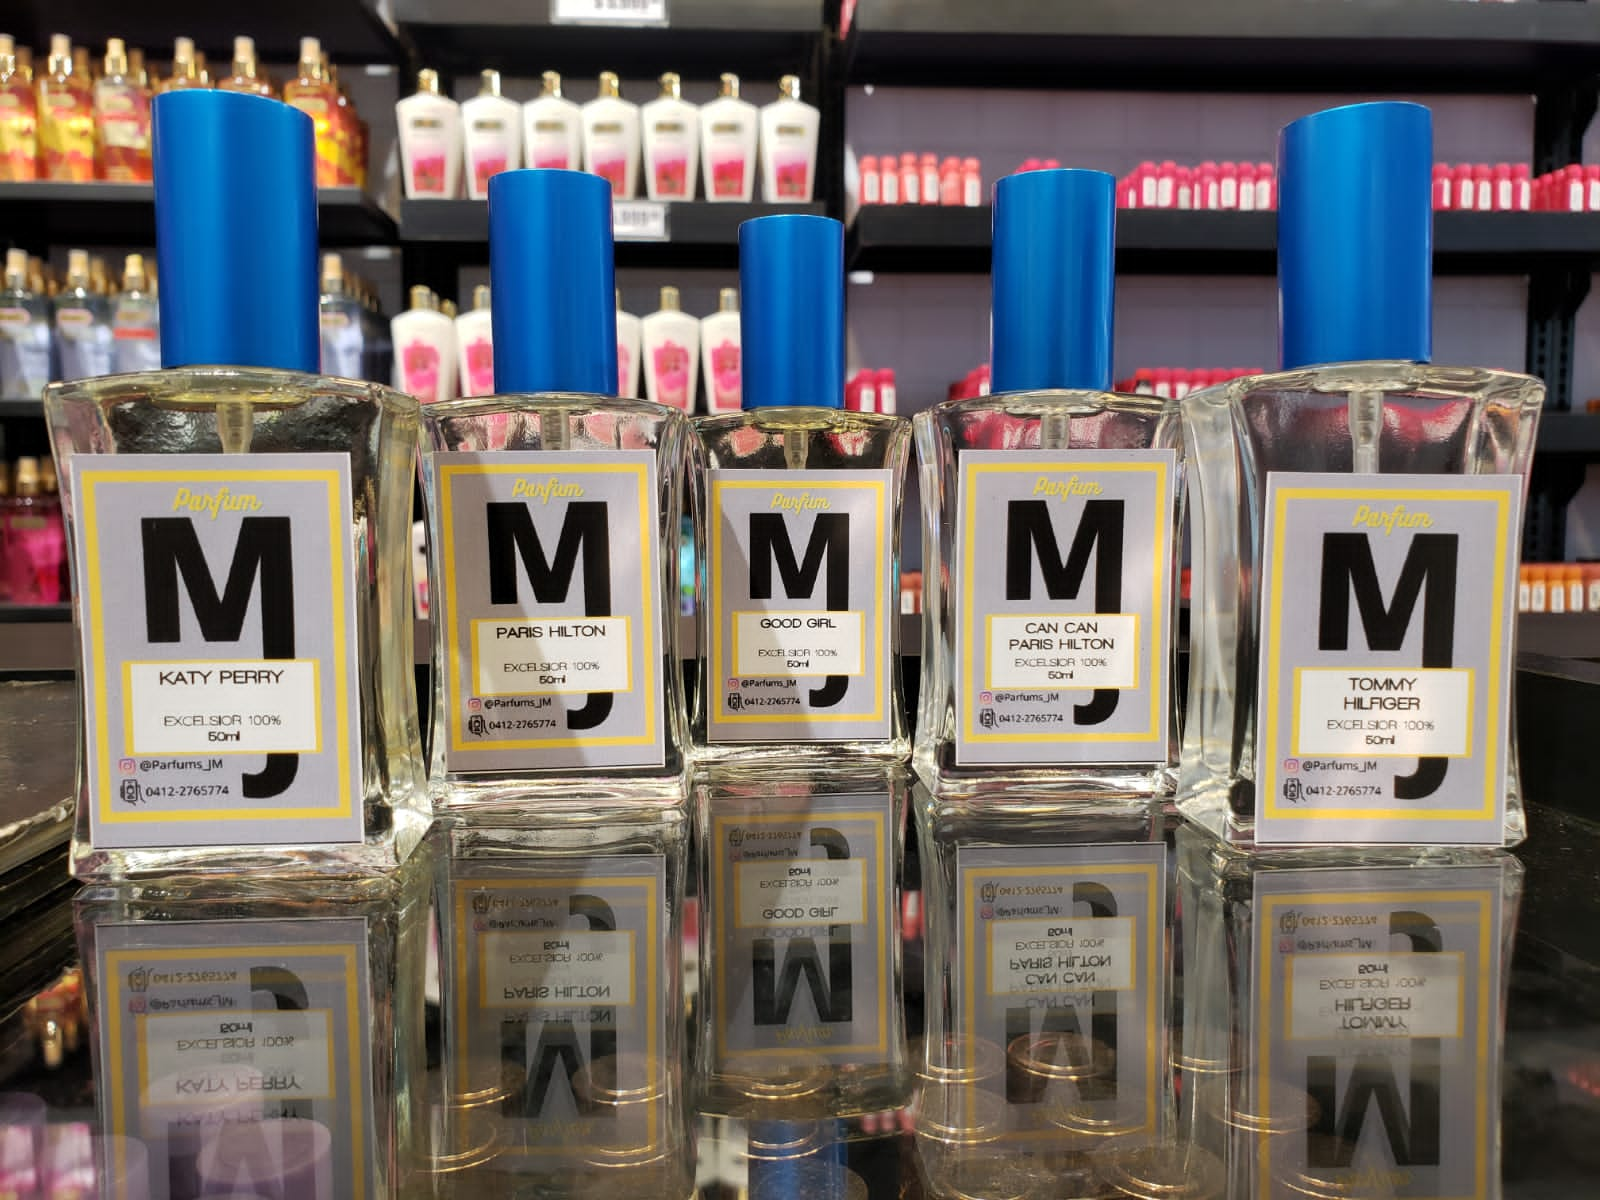 Parfum
MJ
KATY PERRY
EXCELSIOR 100%
50ml
@Parfums_JM
0412-2765774
Parfum
MJ
PARIS HILTON
EXCELSIOR 100%
50ml
@Parfums_JM
0412-2765774
Parfum
MJ
GOOD GIRL
EXCELSIOR 100%
50ml
@Parfums_JM
0412-2765774
Parfum
MJ
CAN CAN
PARIS HILTON
EXCELSIOR 100%
50ml
@Parfums_JM
0412-2765774
Parfum
MJ
TOMMY
HILFIGER
EXCELSIOR 100%
50ml
@Parfums_JM
0412-2765774